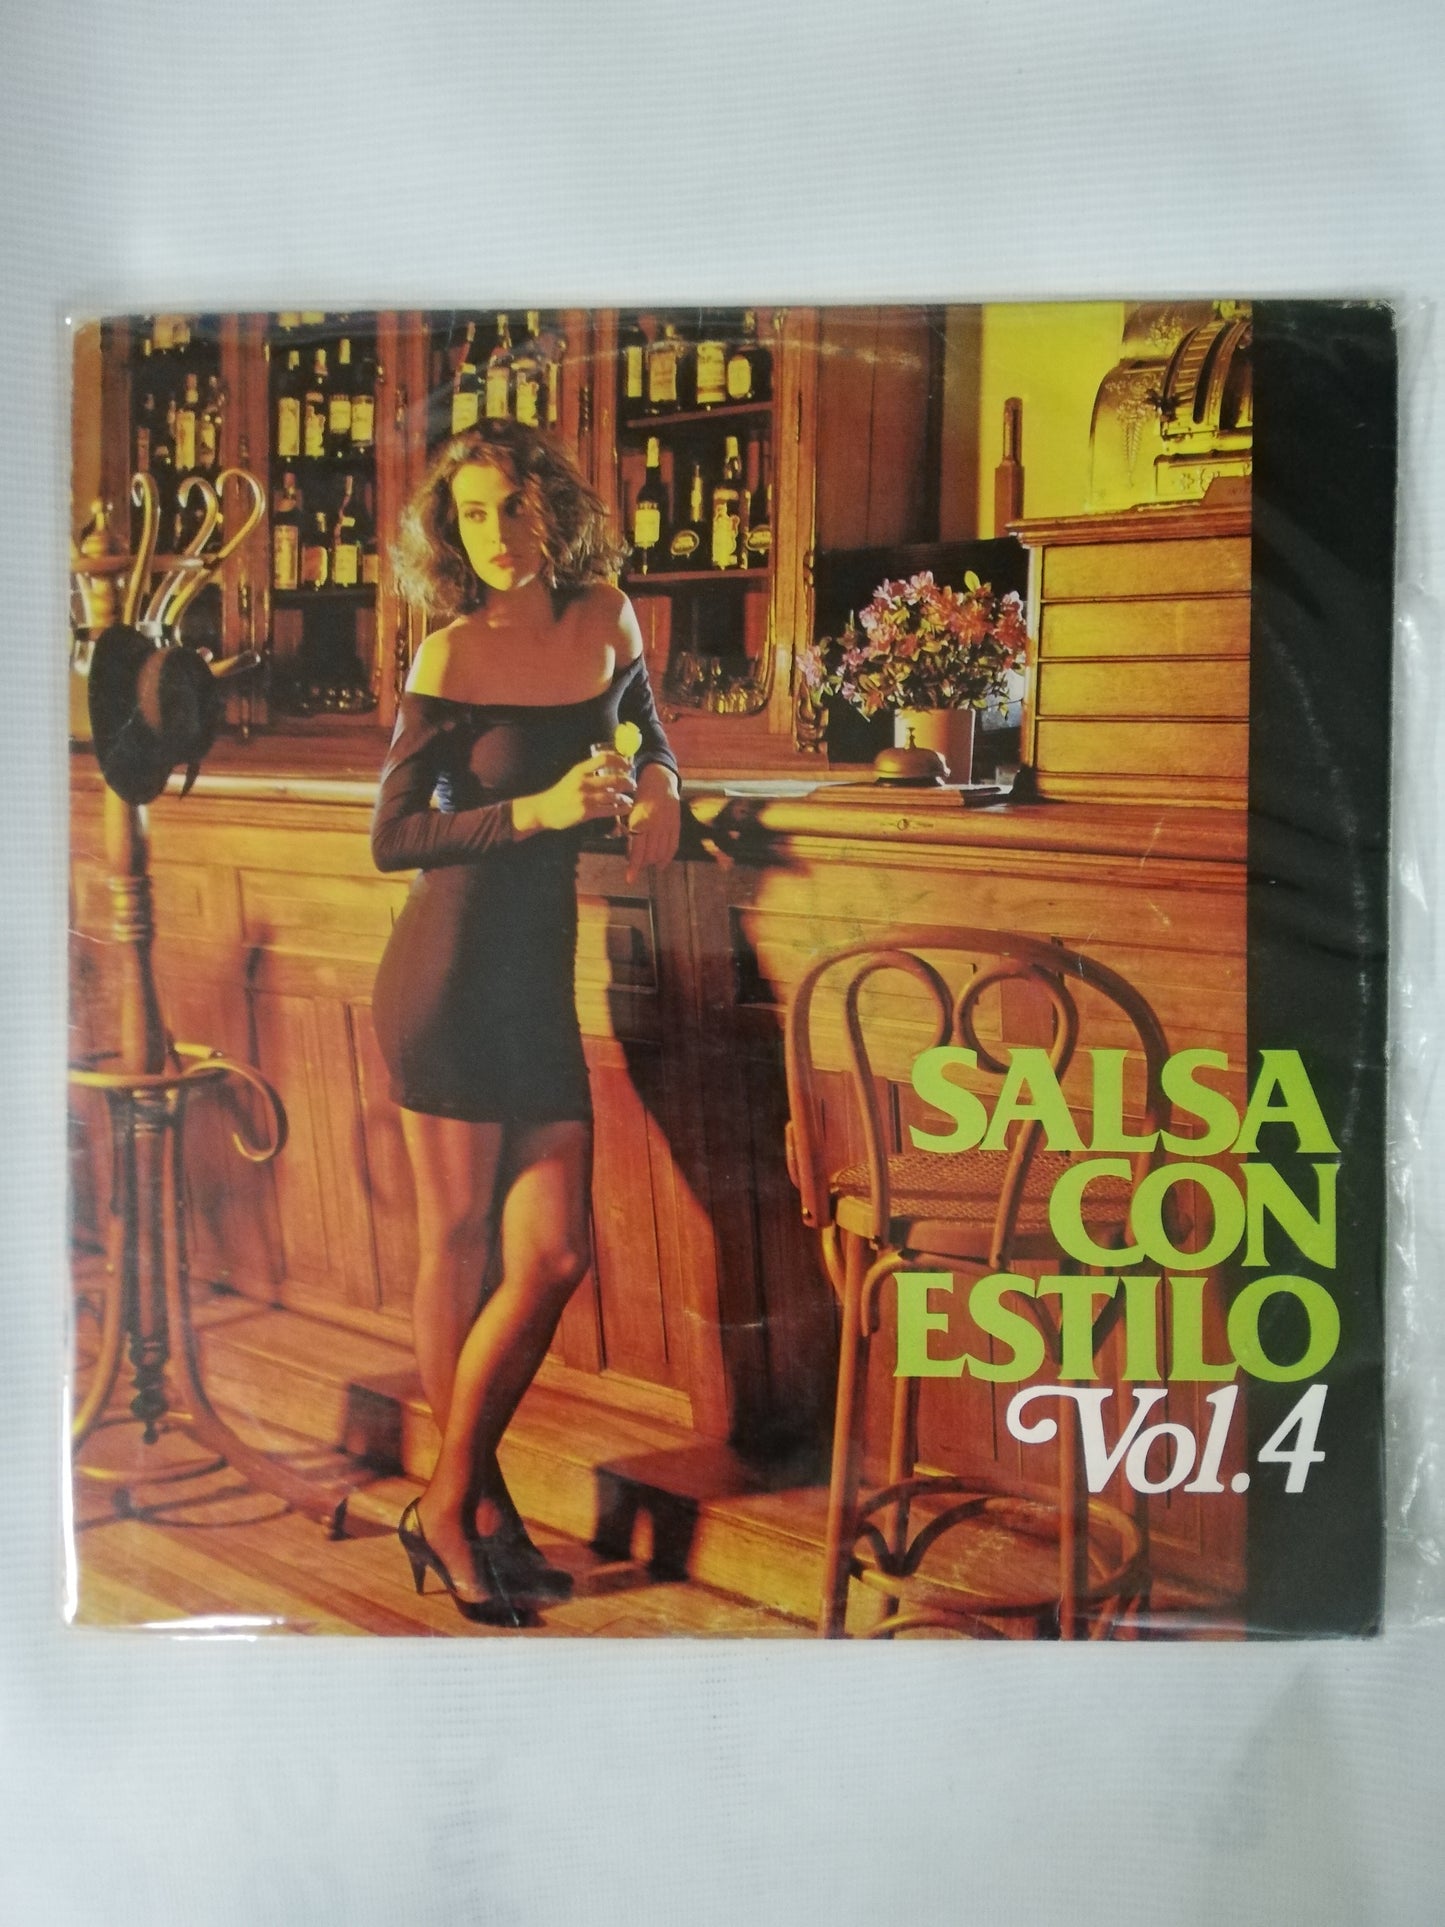 SALSA
CON
ESTILO
Vol. 4